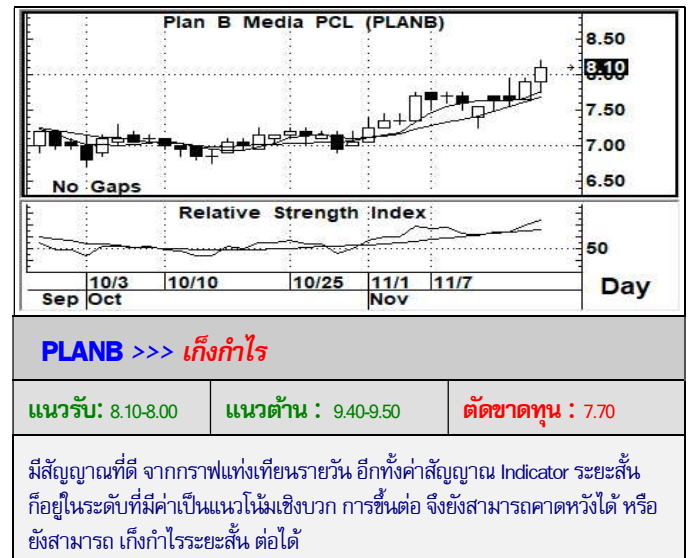 Plan B Media PCL (PLANB)
8.50
8.10
8.00
7.50
7.00
6.50
No Gaps
Relative Strength Index
50
10/3 10/10 10/25 11/1 11/7
Sep Oct Nov
Day
PLANB >>> เก็งกำไร
แนวรับ: 8.10-8.00 แนวต้าน : 9.40-9.50 ตัดขาดทุน : 7.70
มีสัญญาณที่ดี จากกราฟแท่งเทียนรายวัน อีกทั้งค่าสัญญาณ Indicator ระยะสั้น
ก็อยู่ในระดับที่มีค่าเป็นแนวโน้มเชิงบวก การขึ้นต่อ จึงยังสามารถคาดหวังได้ หรือ
ยังสามารถ เก็งกำไรระยะสั้น ต่อได้